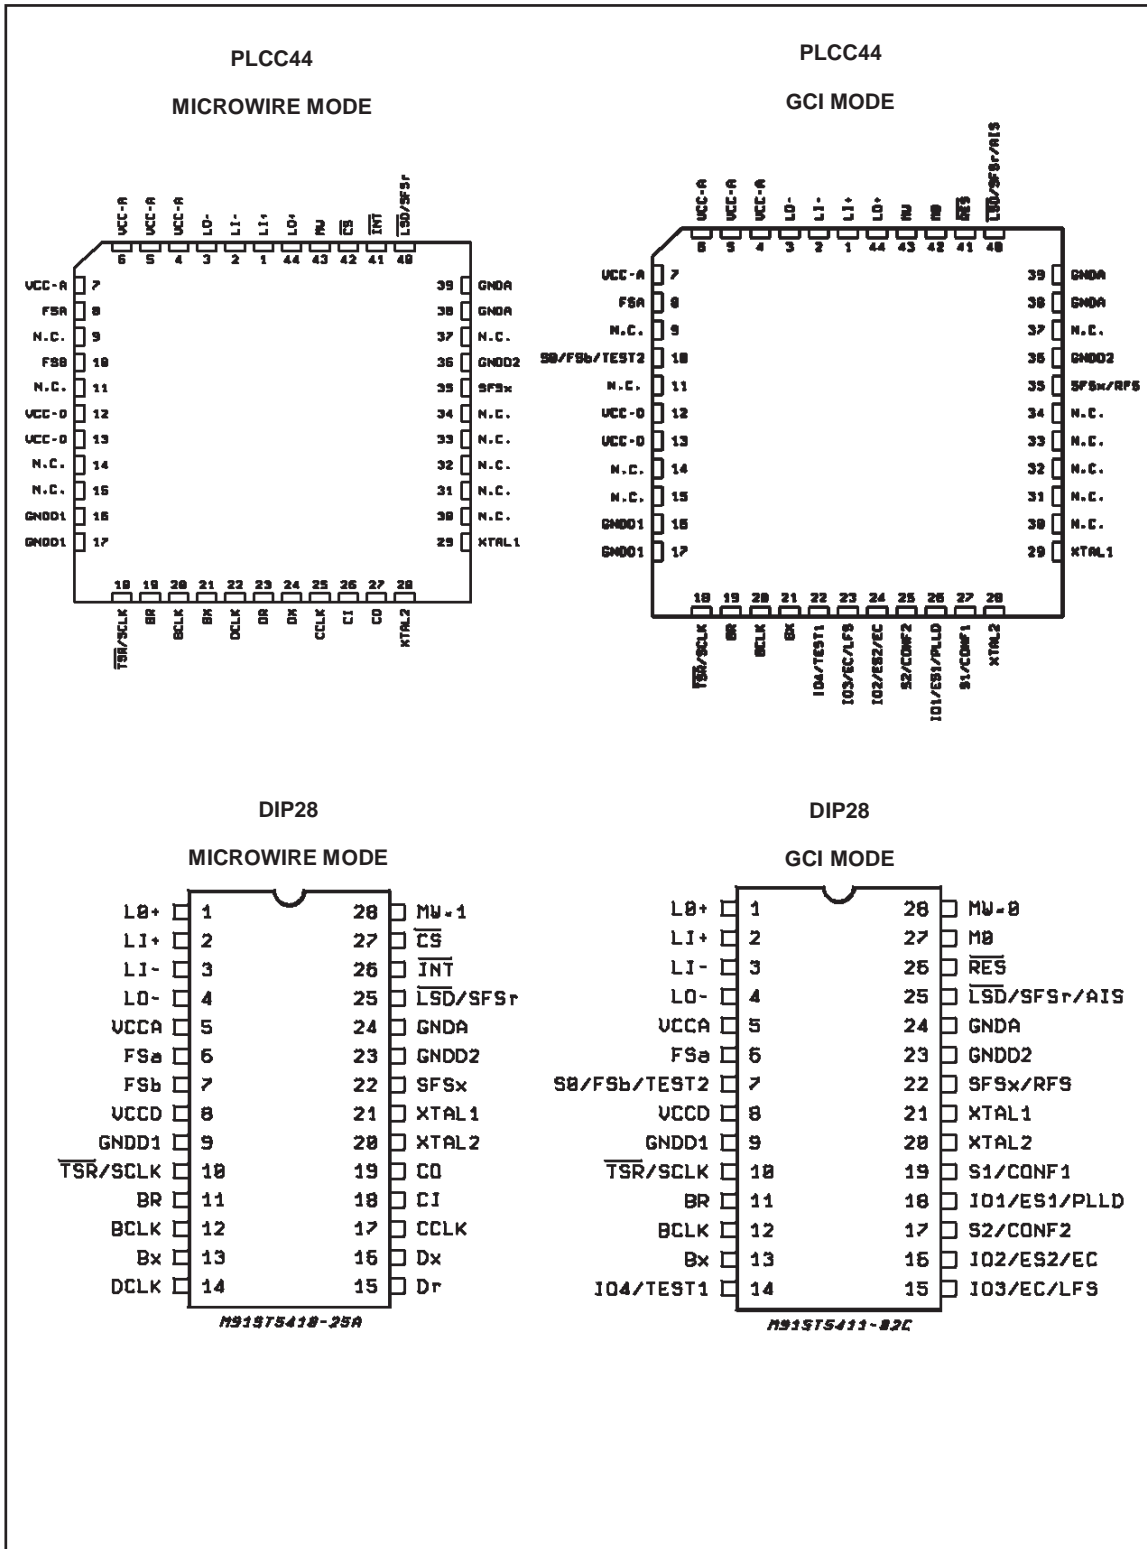 PLCC44
MICROWIRE MODE
VCC-A
VCC-A
VCC-A
LO-
LI-
LI+
LO+
MW
CS
INT
LSD/SFSr
6 5 4 3 2 1 44 43 42 41 40
VCC-A 7
FSA 8
N.C. 9
FSB 10
N.C. 11
VCC-D 12
VCC-D 13
N.C. 14
N.C. 15
GNDD1 16
GNDD1 17
39 GNDA
38 GNDA
37 N.C.
36 GNDD2
35 SFSx
34 N.C.
33 N.C.
32 N.C.
31 N.C.
30 N.C.
29 XTAL1
18 19 20 21 22 23 24 25 26 27 28
TSR/SCLK
BR
BCLK
BX
DCLK
DR
DX
CCLK
CI
CO
XTAL2
PLCC44
GCI MODE
VCC-A
VCC-A
VCC-A
LO-
LI-
LI+
LO+
MW
M0
RES
LSD/SFSr/AIS
6 5 4 3 2 1 44 43 42 41 40
VCC-A 7
FSA 8
N.C. 9
S0/FSb/TEST2 10
N.C. 11
VCC-D 12
VCC-D 13
N.C. 14
N.C. 15
GNDD1 16
GNDD1 17
39 GNDA
38 GNDA
37 N.C.
36 GNDD2
35 SFSx/RFS
34 N.C.
33 N.C.
32 N.C.
31 N.C.
30 N.C.
29 XTAL1
18 19 20 21 22 23 24 25 26 27 28
TSR/SCLK
BR
BCLK
BX
IO4/TEST1
IO3/EC/LFS
IO2/ES2/EC
S2/CONF2
IO1/ES1/PLLD
S1/CONF1
XTAL2
DIP28
MICROWIRE MODE
L0+ 1 28 MW=1
LI+ 2 27 CS
LI- 3 26 INT
LO- 4 25 LSD/SFSr
VCCA 5 24 GNDA
FSa 6 23 GNDD2
FSb 7 22 SFSx
VCCD 8 21 XTAL1
GNDD1 9 20 XTAL2
TSR/SCLK 10 19 CO
BR 11 18 CI
BCLK 12 17 CCLK
Bx 13 16 Dx
DCLK 14 15 Dr
M91ST5410-25A
DIP28
GCI MODE
L0+ 1 28 MW=0
LI+ 2 27 M0
LI- 3 26 RES
LO- 4 25 LSD/SFSr/AIS
VCCA 5 24 GNDA
FSa 6 23 GNDD2
S0/FSb/TEST2 7 22 SFSx/RFS
VCCD 8 21 XTAL1
GNDD1 9 20 XTAL2
TSR/SCLK 10 19 S1/CONF1
BR 11 18 IO1/ES1/PLLD
BCLK 12 17 S2/CONF2
Bx 13 16 IO2/ES2/EC
IO4/TEST1 14 15 IO3/EC/LFS
M91ST5411-02C